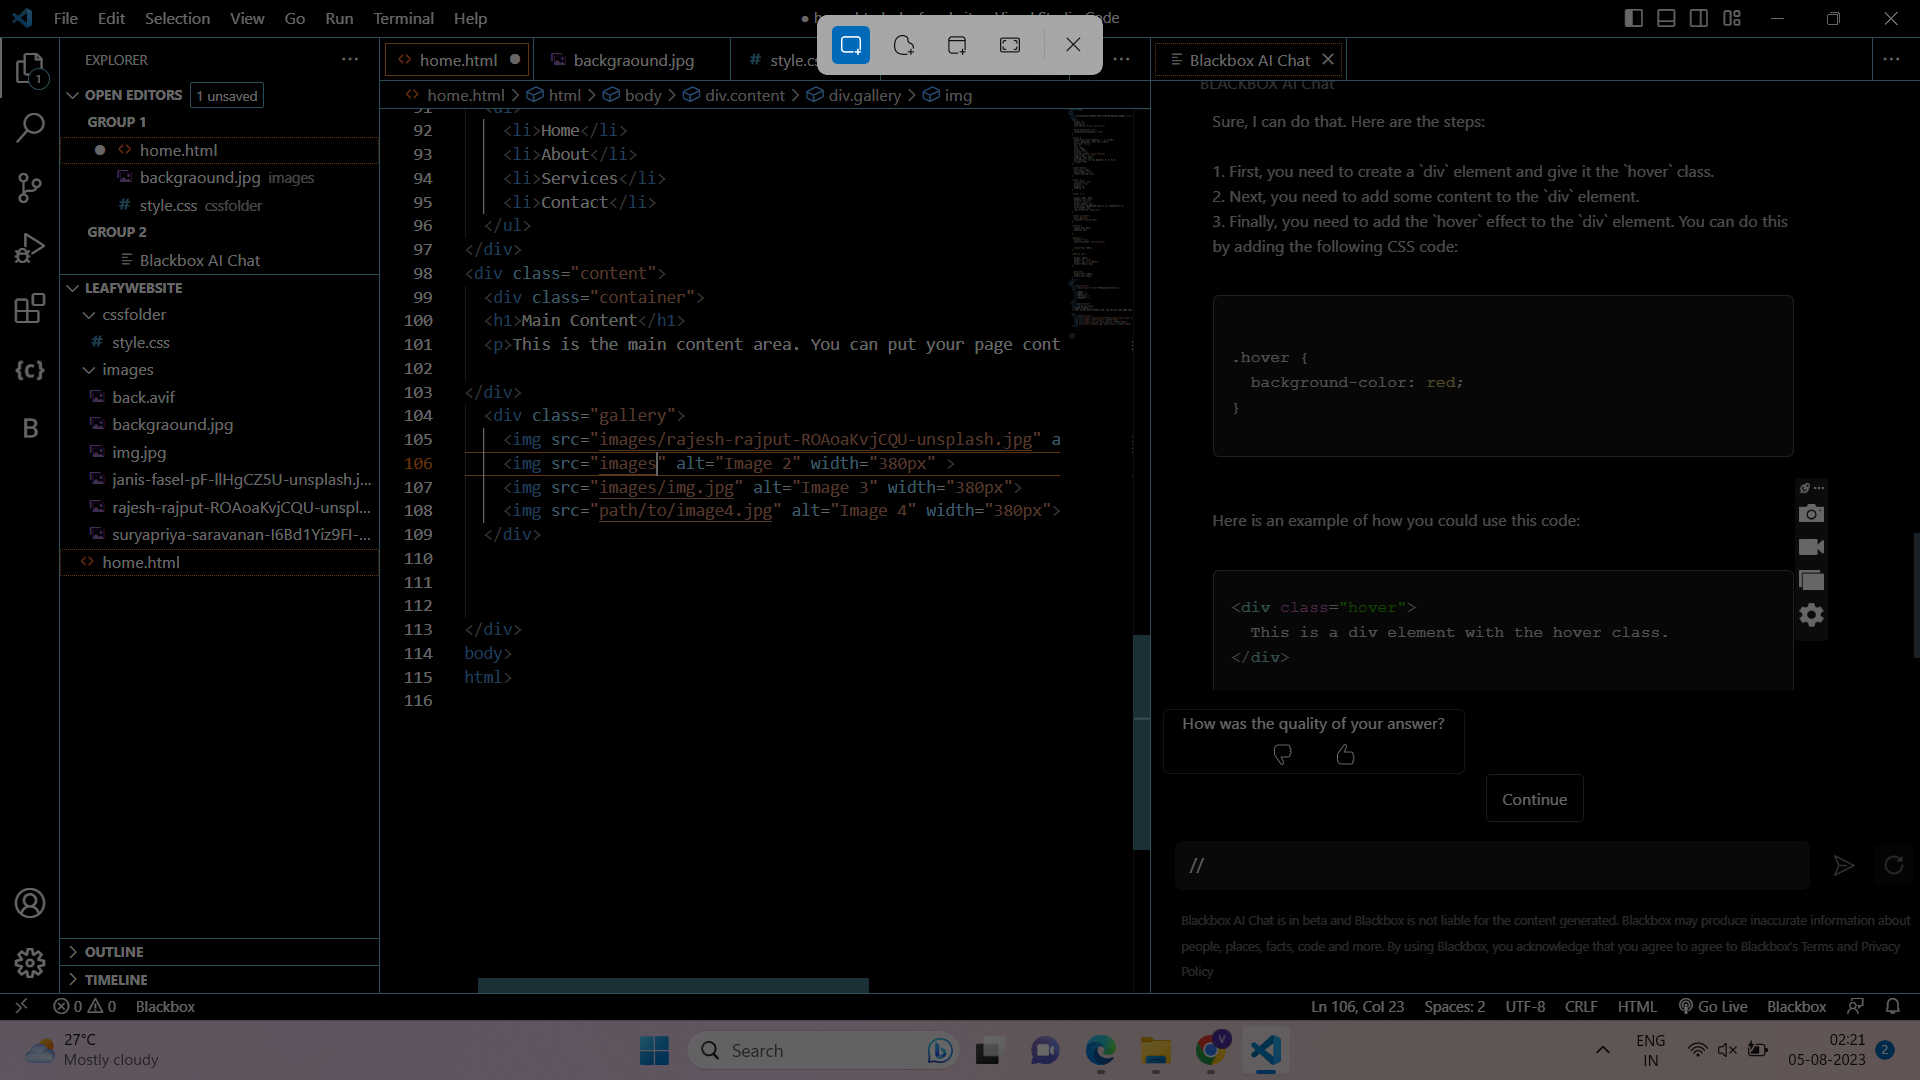 File Edit Selection View Go Run Terminal Help
Code
EXPLORER
OPEN EDITORS 1 unsaved
GROUP 1
home.html
backgraound.jpg images
style.css cssfolder
GROUP 2
Blackbox AI Chat
LEAFYWEBSITE
cssfolder
style.css
images
back.avif
backgraound.jpg
img.jpg
janis-fasel-pF-llHgCZ5U-unsplash.j...
rajesh-rajput-ROAoaKvjCQU-unspl...
suryapriya-saravanan-I6Bd1Yiz9FI-...
home.html
OUTLINE
TIMELINE
home.html
backgraound.jpg
style.cs
home.html > html > body > div.content > div.gallery > img
91 <ul>
92 <li>Home</li>
93 <li>About</li>
94 <li>Services</li>
95 <li>Contact</li>
96 </ul>
97 </div>
98 <div class="content">
99 <div class="container">
100 <h1>Main Content</h1>
101 <p>This is the main content area. You can put your page cont
102
103 </div>
104 <div class="gallery">
105 <img src="images/rajesh-rajput-ROAoaKvjCQU-unsplash.jpg" a
106 <img src="images" alt="Image 2" width="380px" >
107 <img src="images/img.jpg" alt="Image 3" width="380px">
108 <img src="path/to/image4.jpg" alt="Image 4" width="380px">
109 </div>
110
111
112
113 </div>
114 body>
115 html>
116
Blackbox AI Chat
BLACKBOX AI Chat
Sure, I can do that. Here are the steps:
1. First, you need to create a `div` element and give it the `hover` class.
2. Next, you need to add some content to the `div` element.
3. Finally, you need to add the `hover` effect to the `div` element. You can do this
by adding the following CSS code:
.hover {
background-color: red;
}
Here is an example of how you could use this code:
<div class="hover">
This is a div element with the hover class.
</div>
How was the quality of your answer?
Continue
//
Blackbox AI Chat is in beta and Blackbox is not liable for the content generated. Blackbox may produce inaccurate information about
people, places, facts, code and more. By using Blackbox, you acknowledge that you agree to agree to Blackbox's Terms and Privacy
Policy
0 0 Blackbox
Ln 106, Col 23 Spaces: 2 UTF-8 CRLF HTML Go Live Blackbox
27°C
Mostly cloudy
Search
V
ENG
IN
02:21
05-08-2023
2
1